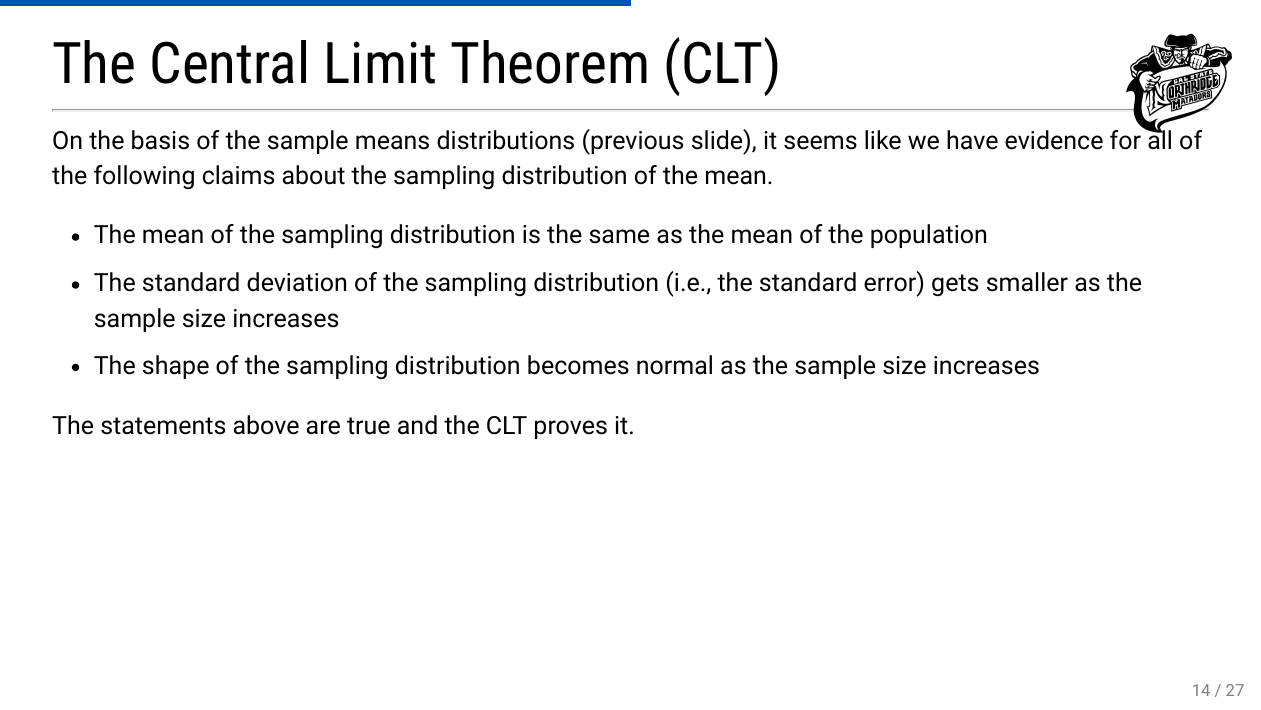 The Central Limit Theorem (CLT)
CAL STATE
NORTHRIDGE
MATADORS
On the basis of the sample means distributions (previous slide), it seems like we have evidence for all of
the following claims about the sampling distribution of the mean.
• The mean of the sampling distribution is the same as the mean of the population
• The standard deviation of the sampling distribution (i.e., the standard error) gets smaller as the
sample size increases
• The shape of the sampling distribution becomes normal as the sample size increases
The statements above are true and the CLT proves it.
14 / 27